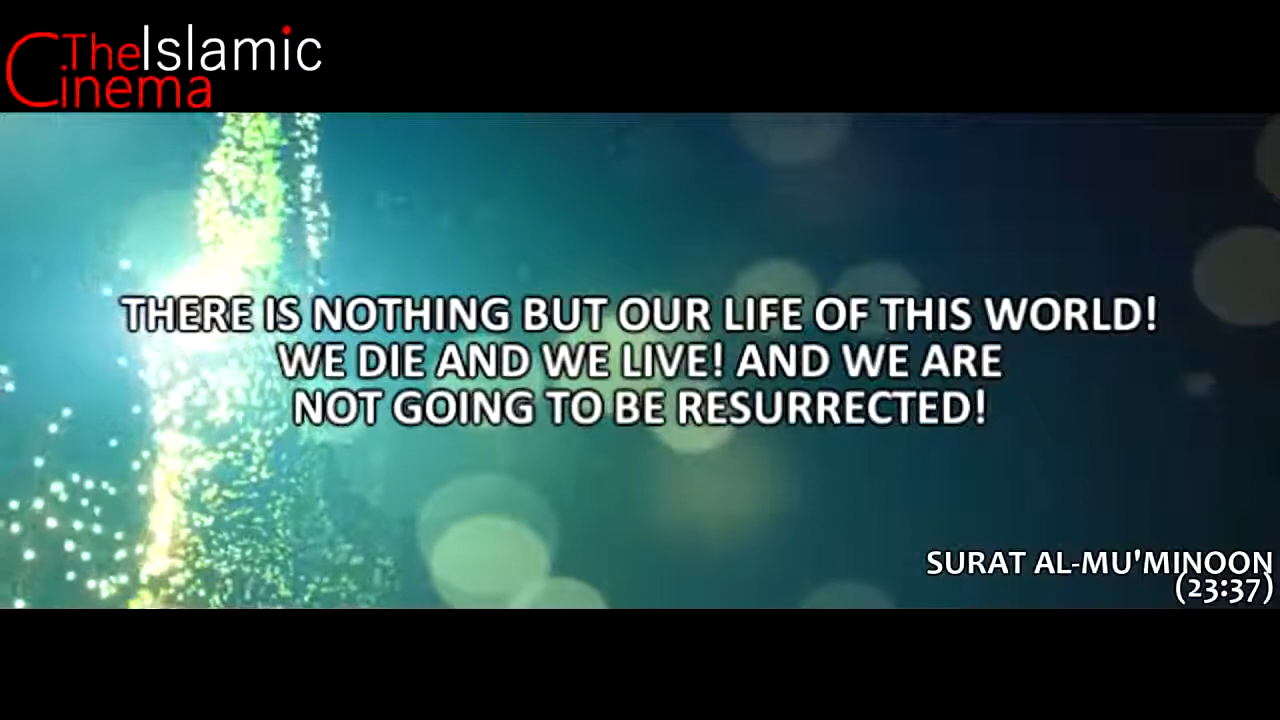 TheIslamic
Cinema
THERE IS NOTHING BUT OUR LIFE OF THIS WORLD!
WE DIE AND WE LIVE! AND WE ARE
NOT GOING TO BE RESURRECTED!
SURAT AL-MU'MINOON
(23:37)